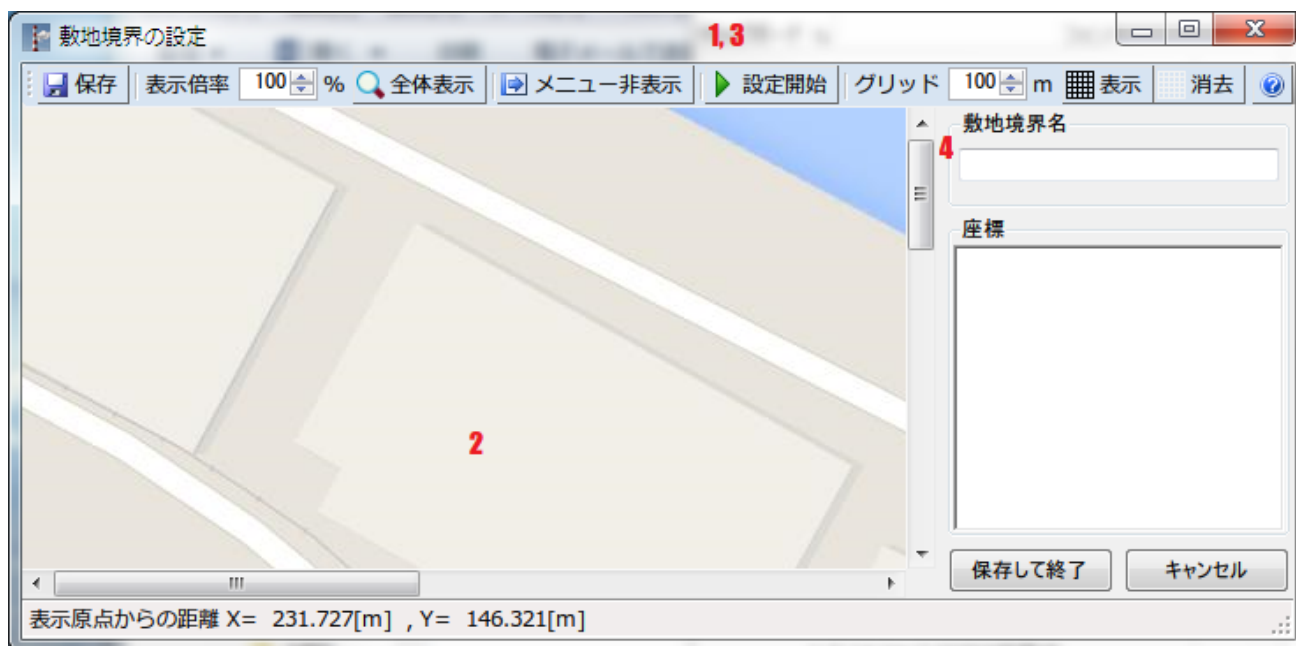 敷地境界の設定
1, 3
保存 表示倍率 100 % 全体表示 メニュー非表示 設定開始 グリッド 100 m 表示 消去
敷地境界名
4
座標
2
保存して終了 キャンセル
表示原点からの距離 X= 231.727[m] , Y= 146.321[m]